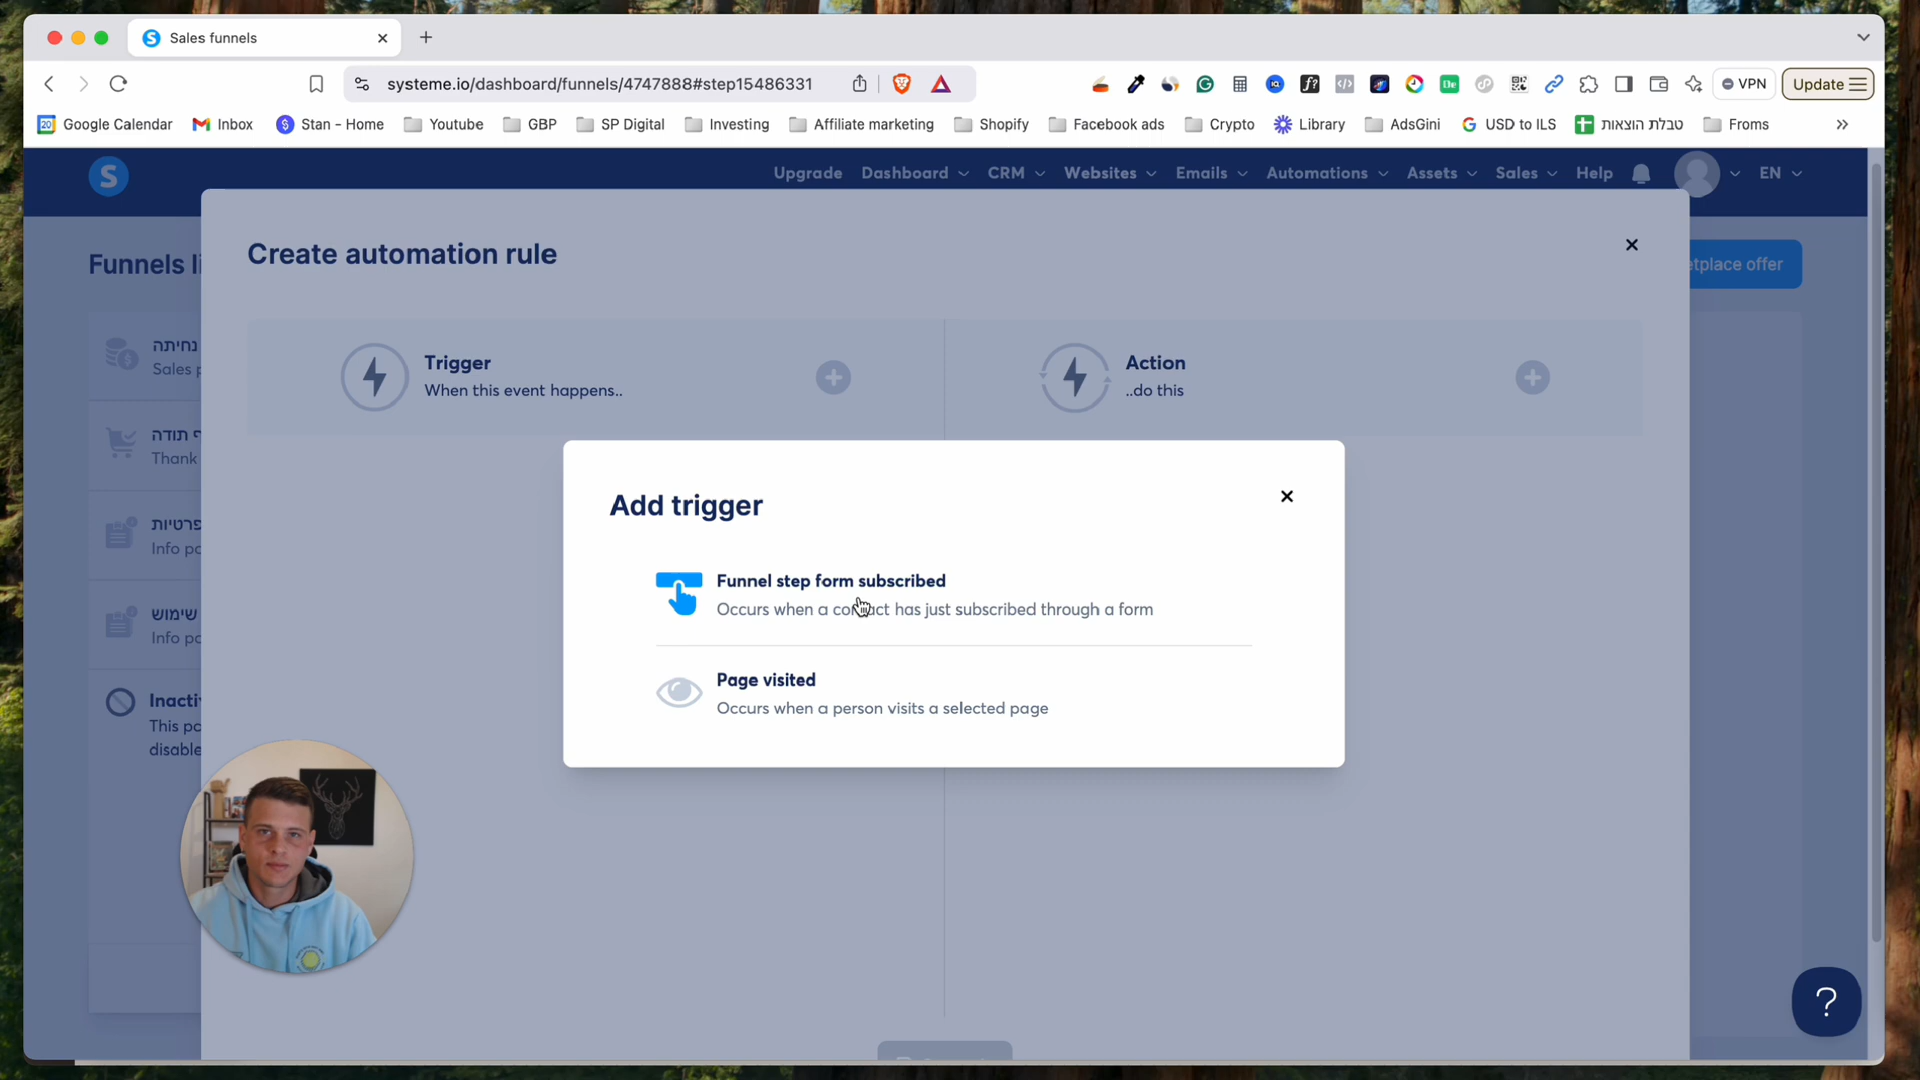 Sales funnels
systeme.io/dashboard/funnels/4747888#step15486331
VPN
Update
Google Calendar
Inbox
Stan - Home
Youtube
GBP
SP Digital
Investing
Affiliate marketing
Shopify
Facebook ads
Crypto
Library
AdsGini
USD to ILS
טבלת הוצאות
Froms
Upgrade
Dashboard
CRM
Websites
Emails
Automations
Assets
Sales
Help
EN
Funnels li
Create automation rule
etplace offer
נחיתה
Sales p
Trigger
When this event happens..
Action
..do this
ף תודה
Thank
Add trigger
פרטיות
Info pa
Funnel step form subscribed
Occurs when a contact has just subscribed through a form
שימוש
Info pa
Page visited
Occurs when a person visits a selected page
Inacti
This pa
disable
?